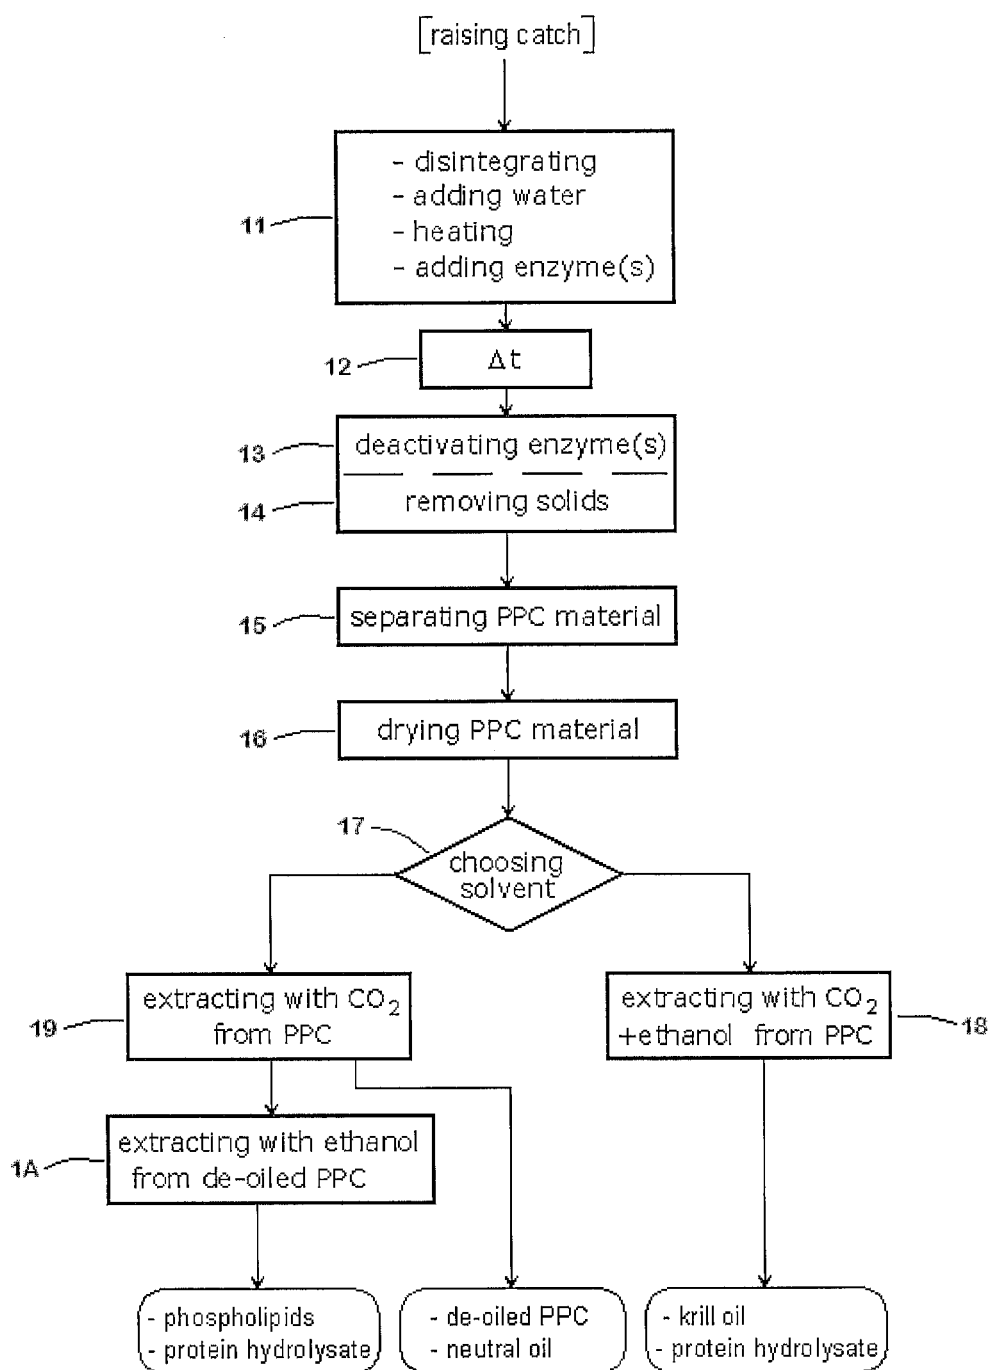 [raising catch]
- disintegrating
- adding water
- heating
- adding enzyme(s)
11
Δt
12
deactivating enzyme(s)
13
removing solids
14
separating PPC material
15
drying PPC material
16
17
choosing
solvent
extracting with CO2
from PPC
19
extracting with CO2
+ethanol from PPC
18
extracting with ethanol
from de-oiled PPC
1A
- phospholipids
- protein hydrolysate
- de-oiled PPC
- neutral oil
- krill oil
- protein hydrolysate